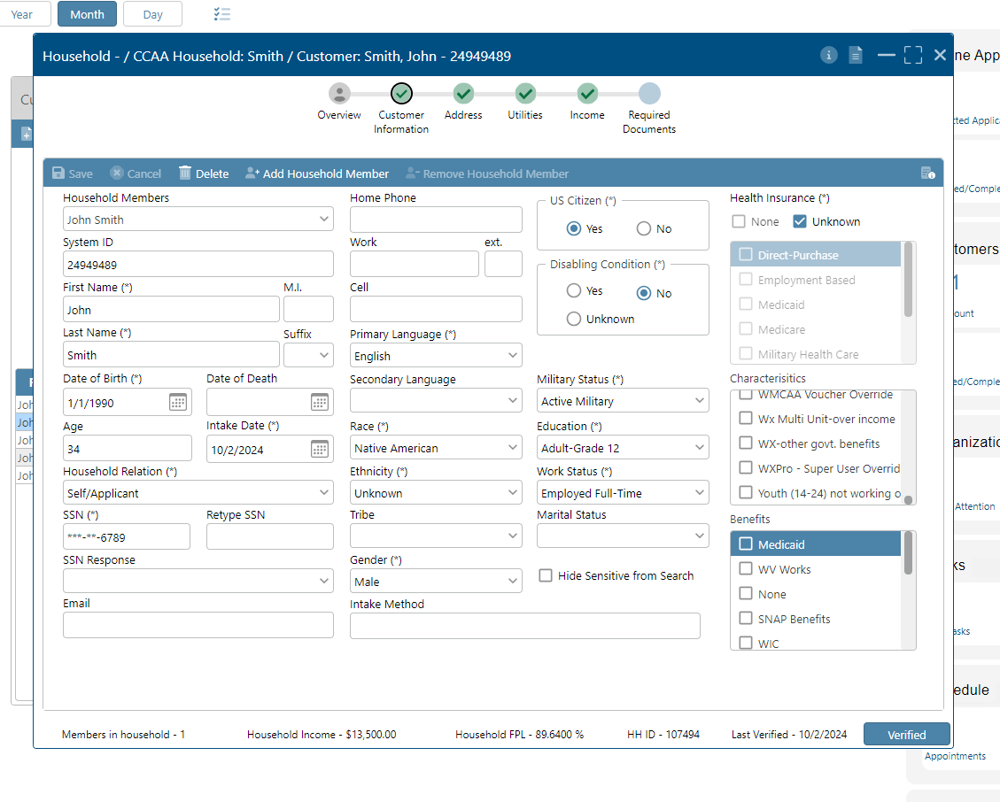 Year
Month
Day
Household - / CCAA Household: Smith / Customer: Smith, John - 24949489
Overview
Customer Information
Address
Utilities
Income
Required Documents
Save
Cancel
Delete
Add Household Member
Remove Household Member
Household Members
John Smith
System ID
24949489
First Name (*)
M.I.
John
Last Name (*)
Suffix
Smith
Date of Birth (*)
Date of Death
1/1/1990
Age
Intake Date (*)
34
10/2/2024
Household Relation (*)
Self/Applicant
SSN (*)
Retype SSN
***-**-6789
SSN Response
Email
Home Phone
Work
ext.
Cell
Primary Language (*)
English
Secondary Language
Race (*)
Native American
Ethnicity (*)
Unknown
Tribe
Gender (*)
Male
Intake Method
US Citizen (*)
Yes
No
Disabling Condition (*)
Yes
No
Unknown
Military Status (*)
Active Military
Education (*)
Adult-Grade 12
Work Status (*)
Employed Full-Time
Marital Status
Hide Sensitive from Search
Health Insurance (*)
None
Unknown
Direct-Purchase
Employment Based
Medicaid
Medicare
Military Health Care
Characterisitics
WMCAA Voucher Override
Wx Multi Unit-over income
WX-other govt. benefits
WXPro - Super User Overrid
Youth (14-24) not working o
Benefits
Medicaid
WV Works
None
SNAP Benefits
WIC
Members in household - 1
Household Income - $13,500.00
Household FPL - 89.6400 %
HH ID - 107494
Last Verified - 10/2/2024
Verified
Cu
Joh
Joh
Joh
Joh
Joh
ne App
ted Applica
ed/Comple
tomers
1
ount
ed/Comple
anizatio
Attention
ks
asks
edule
Appointments